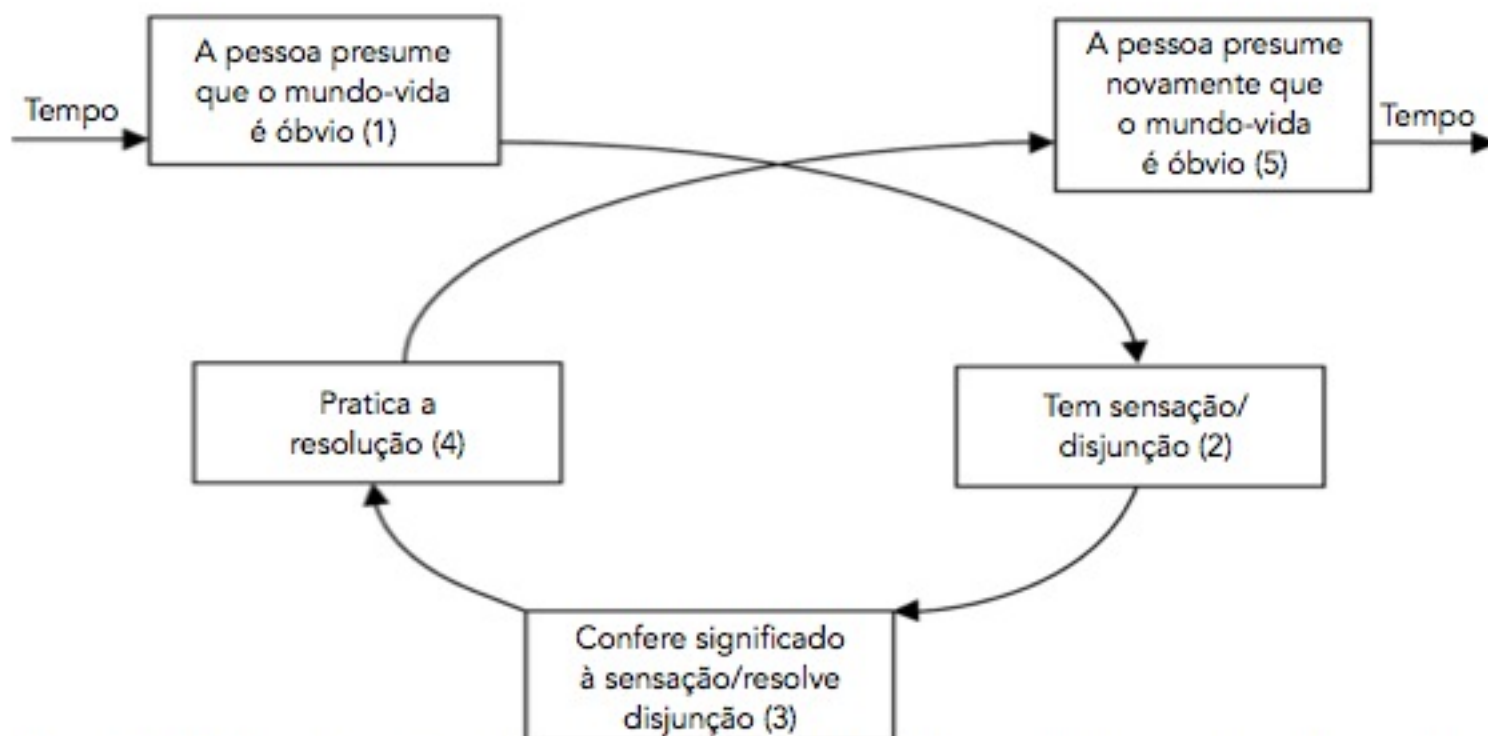 Tempo
A pessoa presume
que o mundo-vida
é óbvio (1)
A pessoa presume
novamente que
o mundo-vida
é óbvio (5)
Tempo
Pratica a
resolução (4)
Tem sensação/
disjunção (2)
Confere significado
à sensação/resolve
disjunção (3)